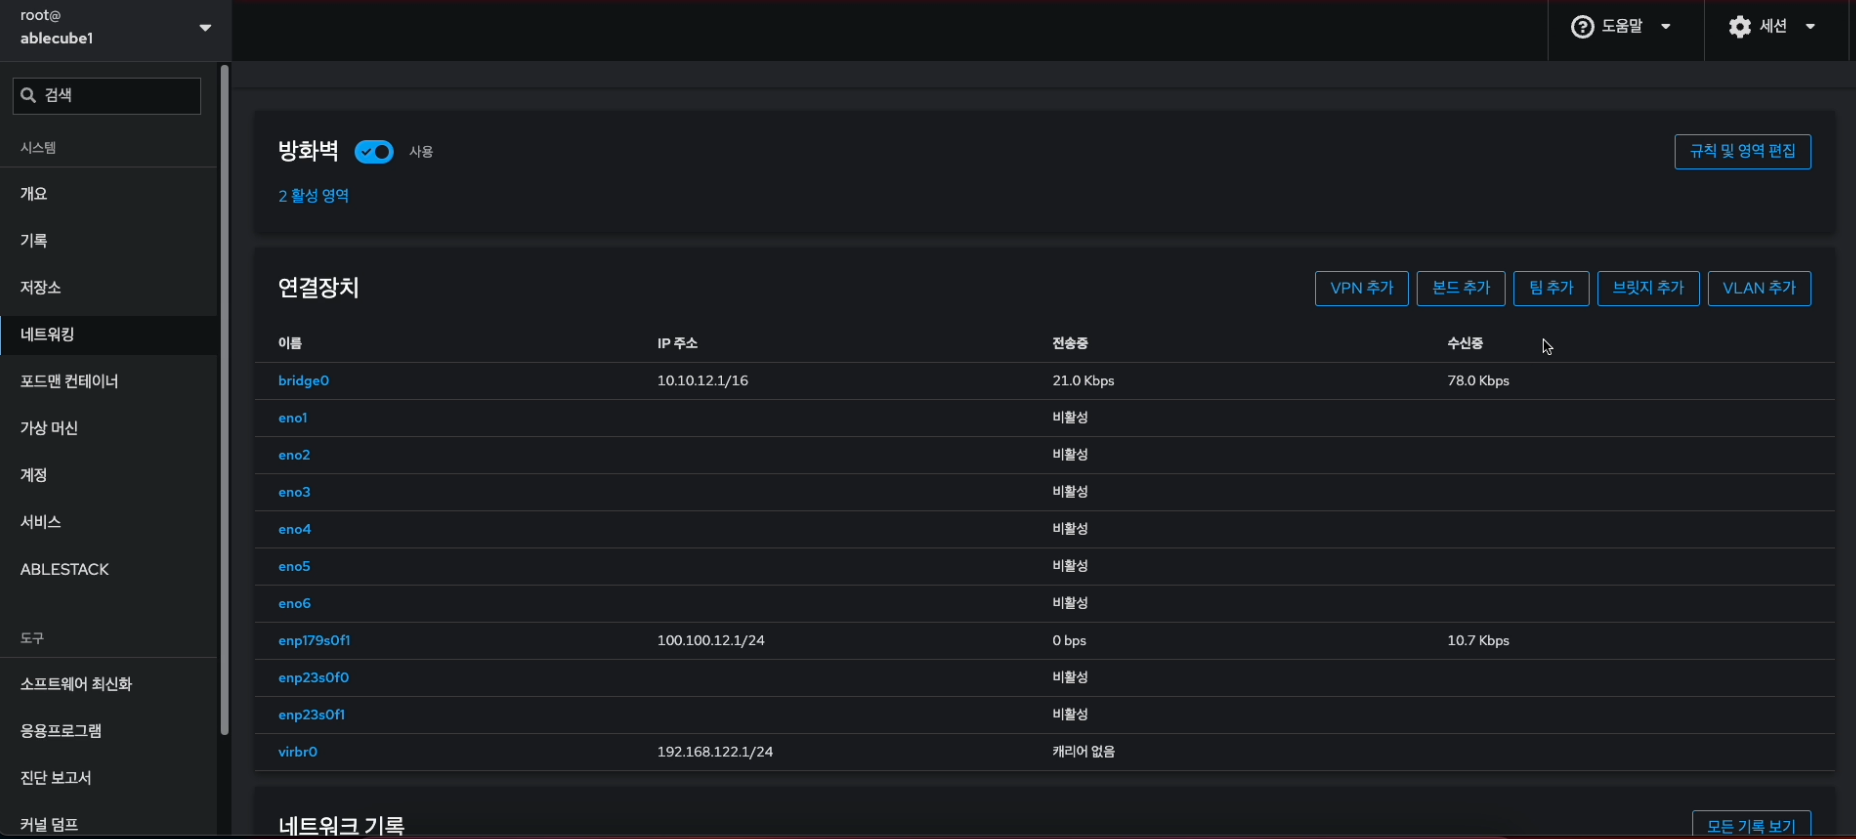 root@
ablecube1
도움말
세션
검색
시스템
개요
기록
저장소
네트워킹
포드맨 컨테이너
가상 머신
계정
서비스
ABLESTACK
도구
소프트웨어 최신화
응용프로그램
진단 보고서
커널 덤프
방화벽 사용
규칙 및 영역 편집
2 활성 영역
연결장치
VPN 추가 본드 추가 팀 추가 브릿지 추가 VLAN 추가
이름 IP 주소 전송중 수신중
bridge0 10.10.12.1/16 21.0 Kbps 78.0 Kbps
eno1 비활성
eno2 비활성
eno3 비활성
eno4 비활성
eno5 비활성
eno6 비활성
enp179s0f1 100.100.12.1/24 0 bps 10.7 Kbps
enp23s0f0 비활성
enp23s0f1 비활성
virbr0 192.168.122.1/24 캐리어 없음
네트워크 기록
모든 기록 보기